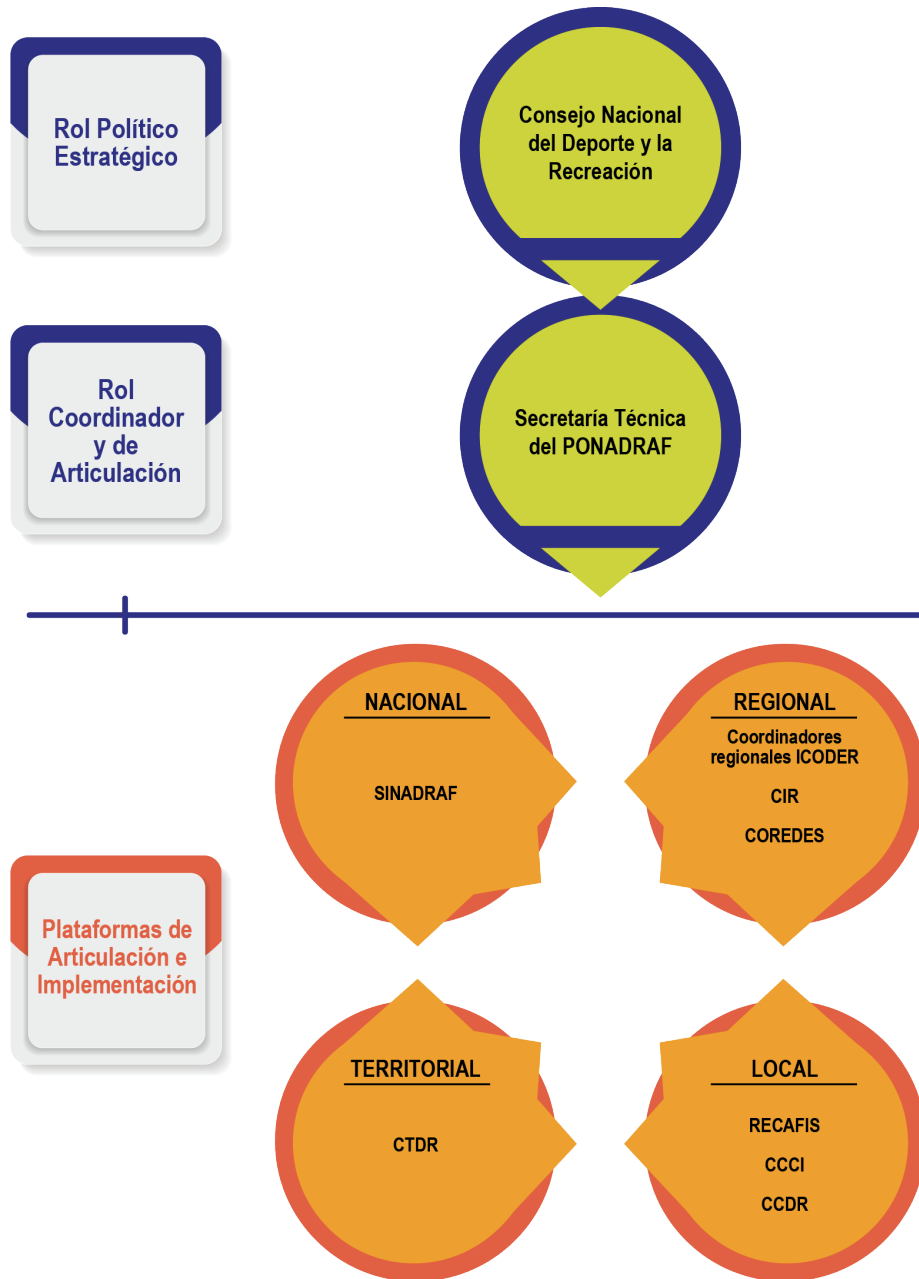 Rol Político
Estratégico
Consejo Nacional
del Deporte y la
Recreación
Rol
Coordinador
y de
Articulación
Secretaría Técnica
del PONADRAF
Plataformas de
Articulación e
Implementación
NACIONAL
SINADRAF
REGIONAL
Coordinadores
regionales ICODER
CIR
COREDES
TERRITORIAL
CTDR
LOCAL
RECAFIS
CCCI
CCDR